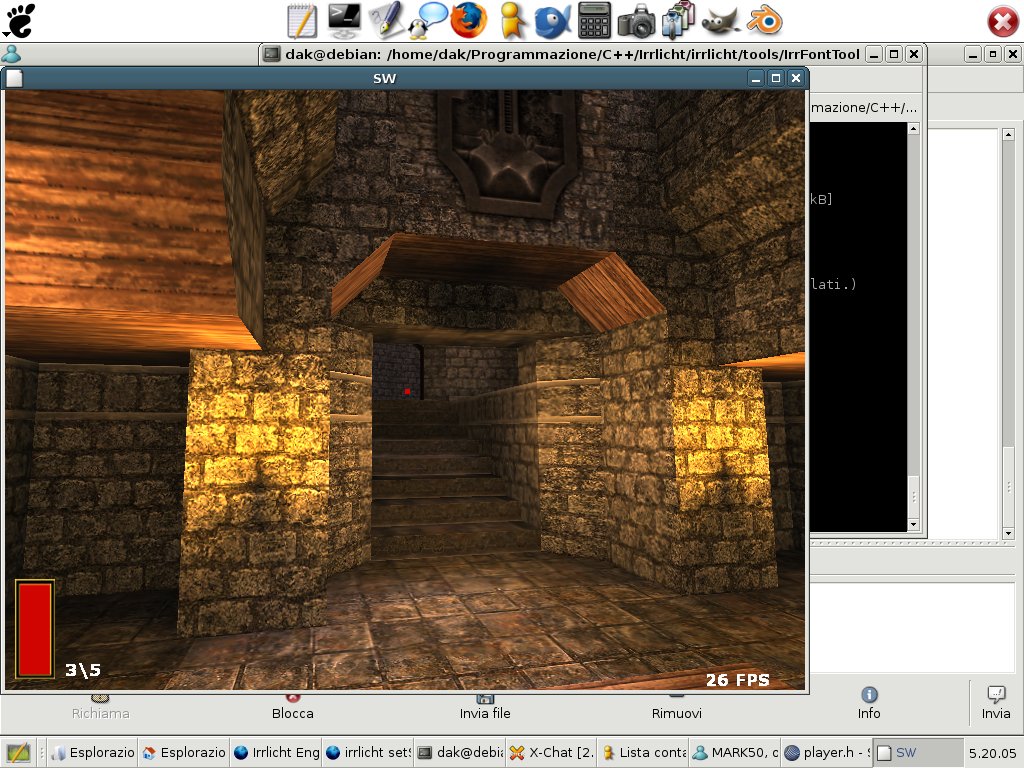 dak@debian: /home/dak/Programmazione/C++/Irrlicht/irrlicht/tools/IrrFontTool
SW
mazione/C++/...
kB]
lati.)
3\5
26 FPS
Richiama
Blocca
Invia file
Rimuovi
Info
Invia
Esplorazio
Esplorazio
Irrlicht Eng
irrlicht set
dak@debia
X-Chat [2.
Lista conta
MARK50, c
player.h - S
SW
5.20.05